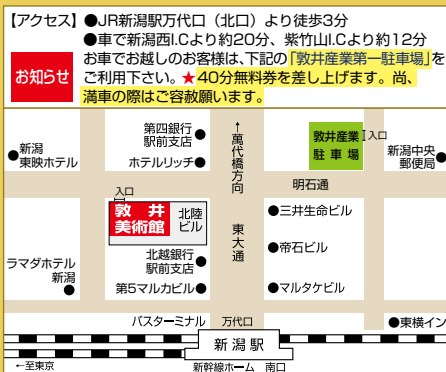 【アクセス】●JR新潟駅万代口（北口）より徒歩3分
●車で新潟西I.Cより約20分、紫竹山I.Cより約12分
お知らせ
お車でお越しのお客様は、下記の「敦井産業第一駐車場」を
ご利用下さい。★40分無料券を差し上げます。尚、
満車の際はご容赦願います。
第四銀行
駅前支店
←萬代橋方向
敦井産業
駐車場
入口
新潟
東映ホテル
ホテルリッチ
新潟中央
郵便局
明石通
入口
敦井
美術館
北陸
ビル
三井生命ビル
東大通
北越銀行
駅前支店
帝石ビル
ラマダホテル
新潟
第5マルカビル
マルタケビル
バスターミナル
万代口
東横イン
新潟駅
←至東京
新幹線ホーム
南口